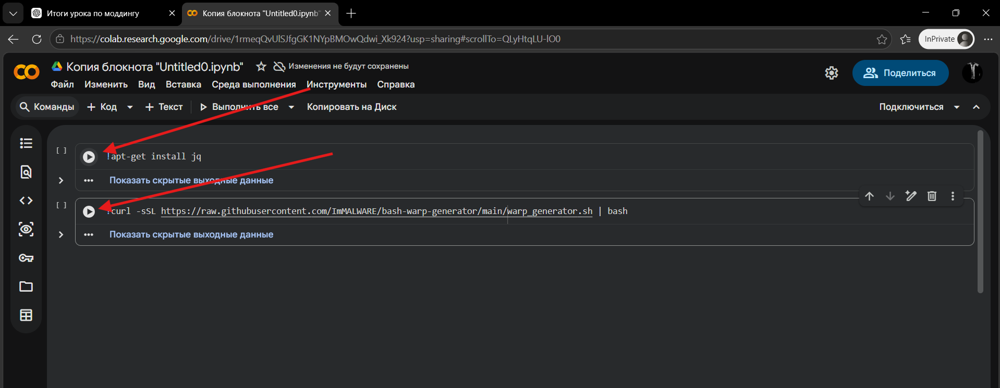 Итоги урока по моддингу
Копия блокнота "Untitled0.ipynb"
https://colab.research.google.com/drive/1rmeqQvUlSJfgGK1NYpBMOwQdwi_Xk924?usp=sharing#scrollTo=QLyHtqLU-lO0
InPrivate
Копия блокнота "Untitled0.ipynb"
Изменения не будут сохранены
Поделиться
Файл Изменить Вид Вставка Среда выполнения Инструменты Справка
Команды + Код + Текст Выполнить все Копировать на Диск Подключиться
[ ] !apt-get install jq
Показать скрытые выходные данные
[ ] !curl -sSL https://raw.githubusercontent.com/ImMALWARE/bash-warp-generator/main/warp_generator.sh | bash
Показать скрытые выходные данные